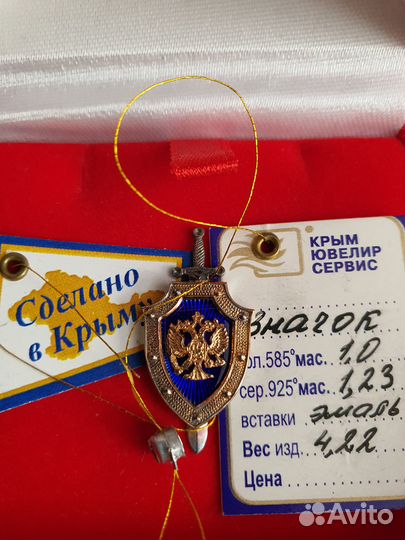 Сделано
в Крыму
КРЫМ
ЮВЕЛИР
СЕРВИС
Значок
ол.585° мас. 1,0
сер.925° мас. 1,23
вставки эмаль
Вес изд. 4,22
Цена
Avito